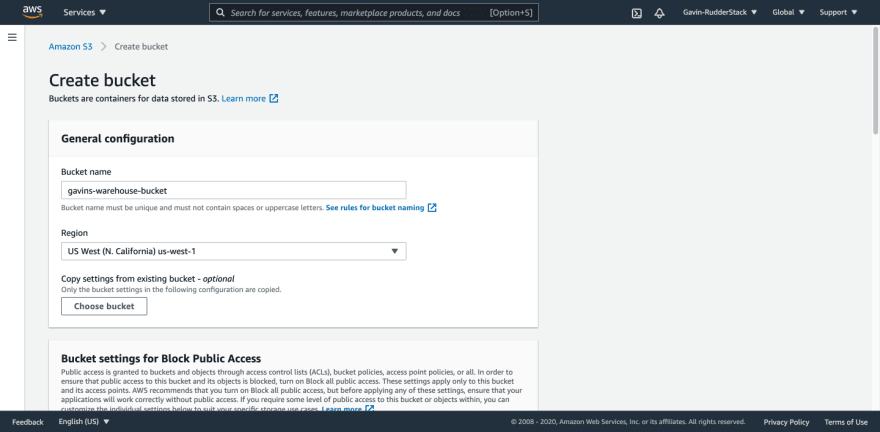 aws Services Search for services, features, marketplace products, and docs [Option+S] Gavin-RudderStack Global Support
Amazon S3 > Create bucket
Create bucket
Buckets are containers for data stored in S3. Learn more
General configuration
Bucket name
gavins-warehouse-bucket
Bucket name must be unique and must not contain spaces or uppercase letters. See rules for bucket naming
Region
US West (N. California) us-west-1
Copy settings from existing bucket - optional
Only the bucket settings in the following configuration are copied.
Choose bucket
Bucket settings for Block Public Access
Public access is granted to buckets and objects through access control lists (ACLs), bucket policies, access point policies, or all. In order to
ensure that public access to this bucket and its objects is blocked, turn on Block all public access. These settings apply only to this bucket
and its access points. AWS recommends that you turn on Block all public access, but before applying any of these settings, ensure that your
applications will work correctly without public access. If you require some level of public access to this bucket or objects within, you can
customize the individual settings below to suit your specific storage use cases. Learn more
Feedback English (US) © 2008 - 2020, Amazon Web Services, Inc. or its affiliates. All rights reserved. Privacy Policy Terms of Use